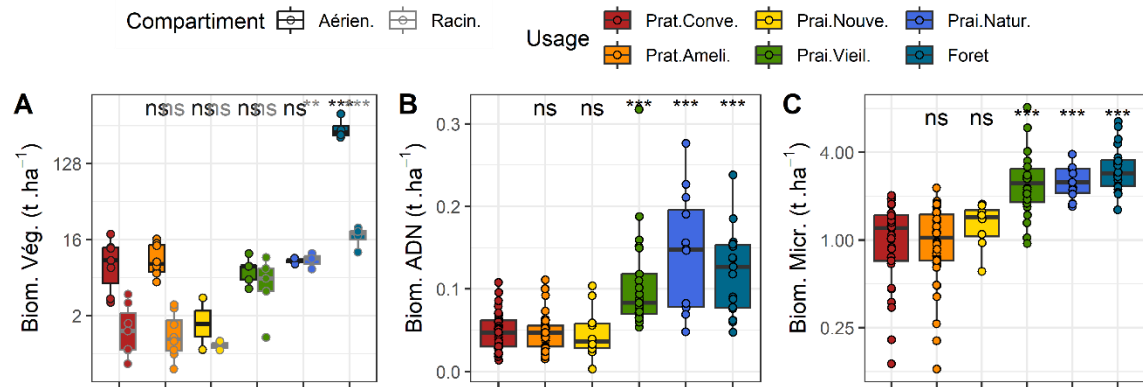 Compartiment Aérien. Racin.
Usage
Prat.Conve. Prai.Nouve. Prai.Natur.
Prat.Ameli. Prai.Vieil. Foret
A
Biom. Vég. (t .ha⁻¹)
128
16
2
ns ns ns ns ns ns ns ** *** ***
B
Biom. ADN (t .ha⁻¹)
0.3
0.2
0.1
0.0
ns ns *** *** ***
C
Biom. Micr. (t .ha⁻¹)
4.00
1.00
0.25
ns ns *** *** ***